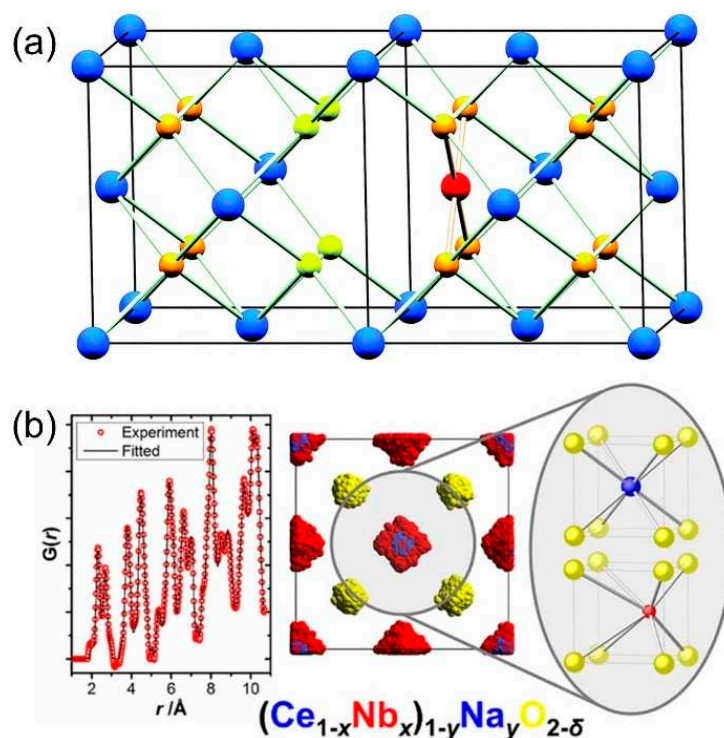 (a)
(b)
Experiment
Fitted
G(r)
2 4 6 8 10
r /Å
(Ce1-xNbx)1-yNayO2-δ